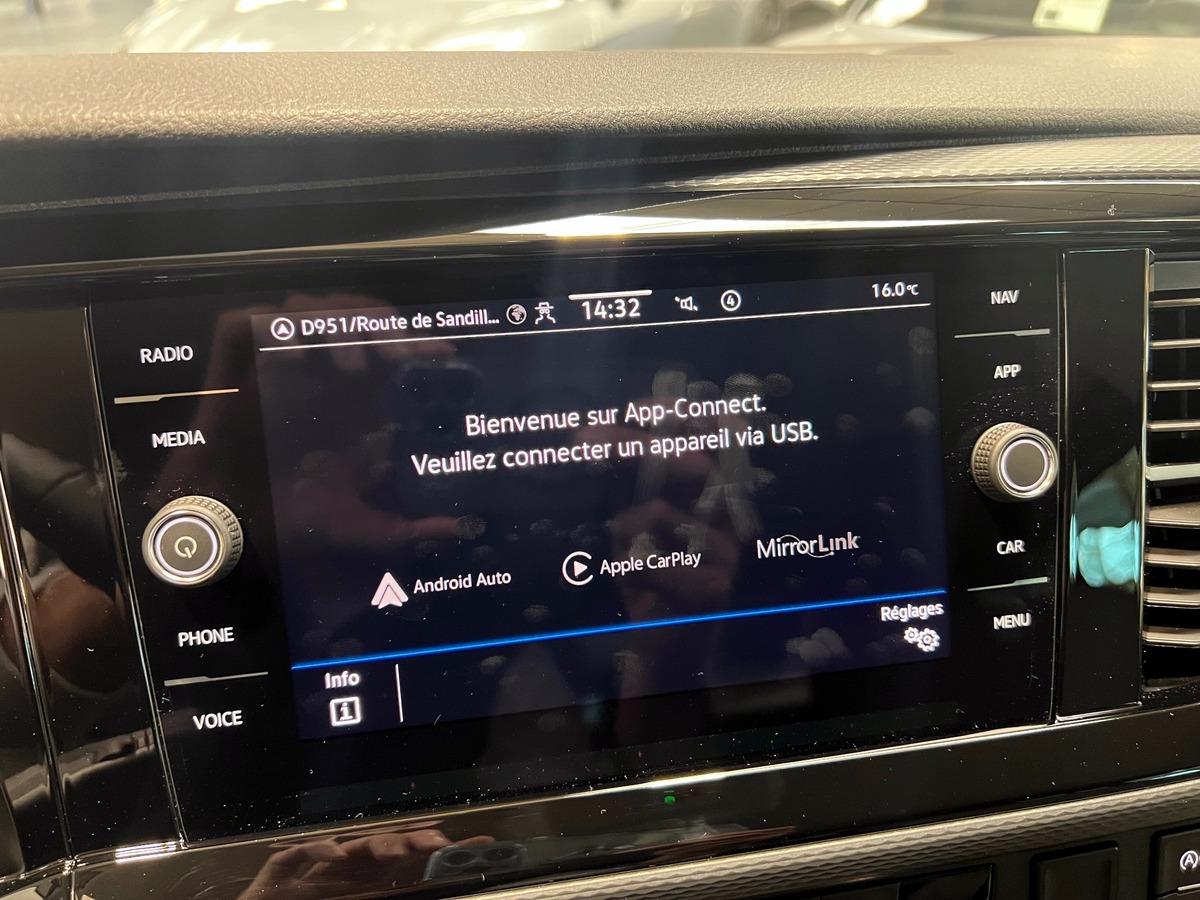 D951/Route de Sandill...
14:32
4
16.0°C
RADIO
MEDIA
PHONE
VOICE
Bienvenue sur App-Connect.
Veuillez connecter un appareil via USB.
Android Auto
Apple CarPlay
MirrorLink
Réglages
Info
i
NAV
APP
CAR
MENU
A